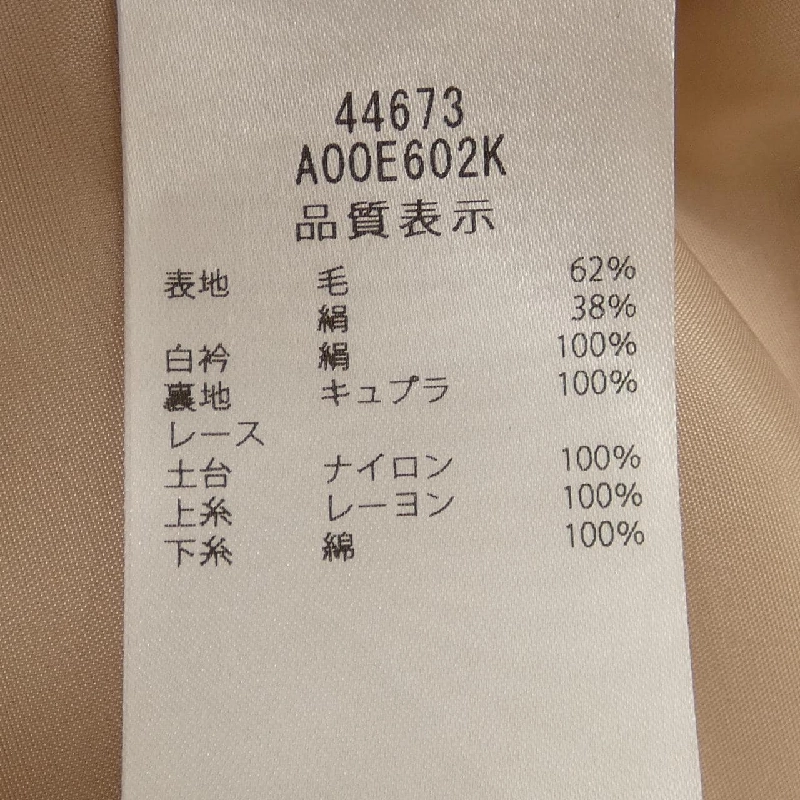 44673
A00E602K
品質表示
表地 毛 62%
絹 38%
白衿 絹 100%
裏地 キュプラ 100%
レース
土台 ナイロン 100%
上糸 レーヨン 100%
下糸 綿 100%